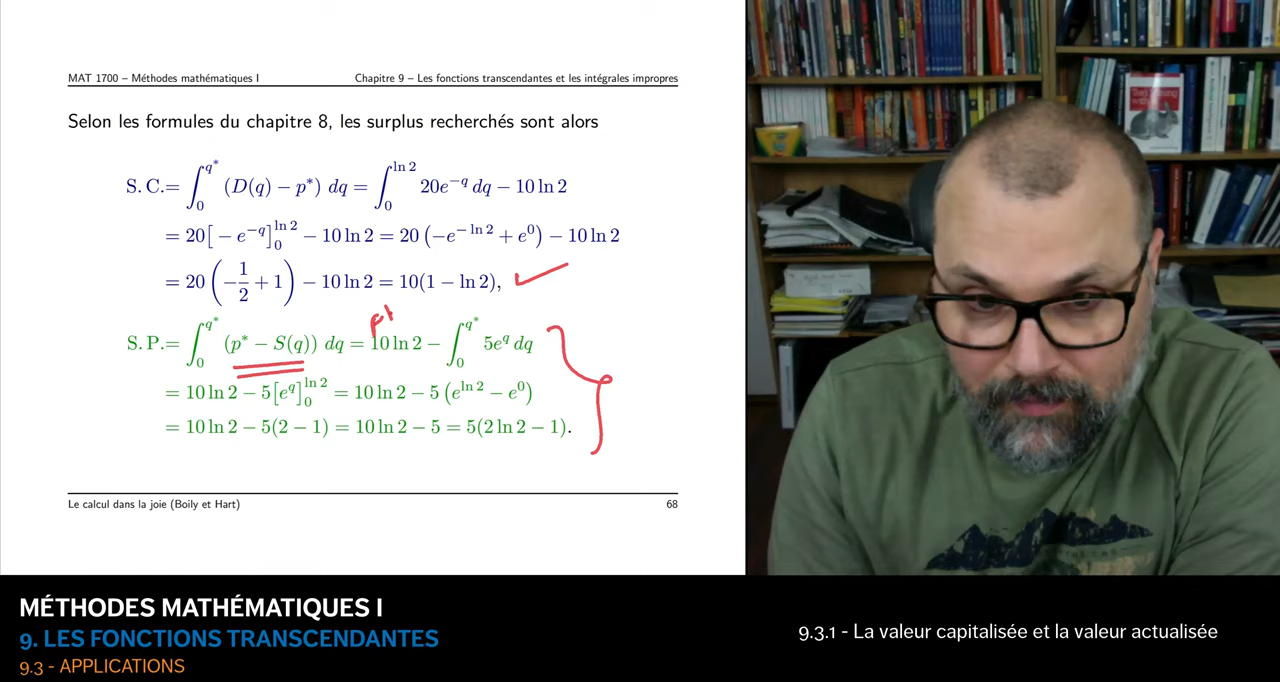 MAT 1700 – Méthodes mathématiques I Chapitre 9 – Les fonctions transcendantes et les intégrales impropres
Selon les formules du chapitre 8, les surplus recherchés sont alors
S. C.= ∫₀^{q*} (D(q) − p*) dq = ∫₀^{ln 2} 20e^{−q} dq − 10 ln 2
= 20[ − e^{−q}]₀^{ln 2} − 10 ln 2 = 20 (−e^{− ln 2} + e⁰) − 10 ln 2
= 20 (−1/2 + 1) − 10 ln 2 = 10(1 − ln 2),
p*
S. P.= ∫₀^{q*} (p* − S(q)) dq = 10 ln 2 − ∫₀^{q*} 5e^q dq
= 10 ln 2 − 5[e^q]₀^{ln 2} = 10 ln 2 − 5 (e^{ln 2} − e⁰)
= 10 ln 2 − 5(2 − 1) = 10 ln 2 − 5 = 5(2 ln 2 − 1).
Le calcul dans la joie (Boily et Hart) 68
MÉTHODES MATHÉMATIQUES I
9. LES FONCTIONS TRANSCENDANTES
9.3 - APPLICATIONS
9.3.1 - La valeur capitalisée et la valeur actualisée